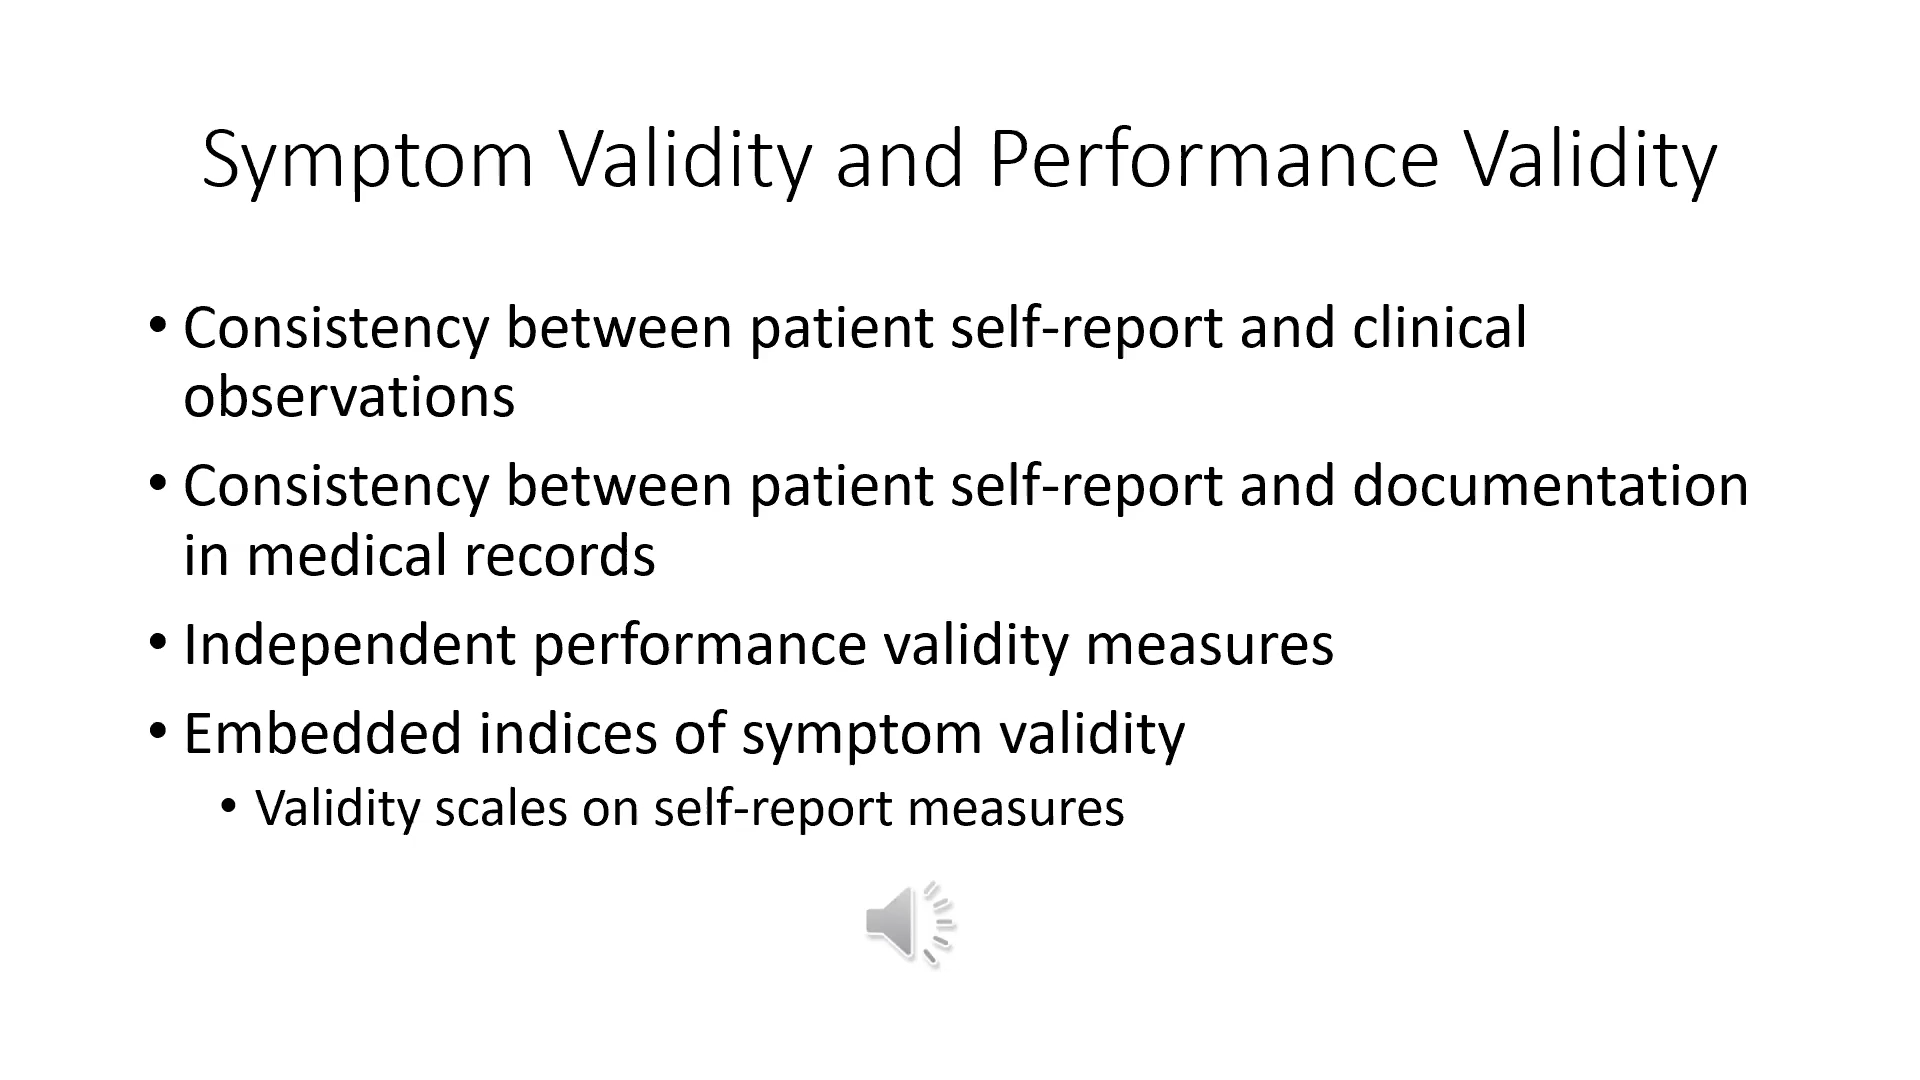 Symptom Validity and Performance Validity
• Consistency between patient self-report and clinical
observations
• Consistency between patient self-report and documentation
in medical records
• Independent performance validity measures
• Embedded indices of symptom validity
• Validity scales on self-report measures